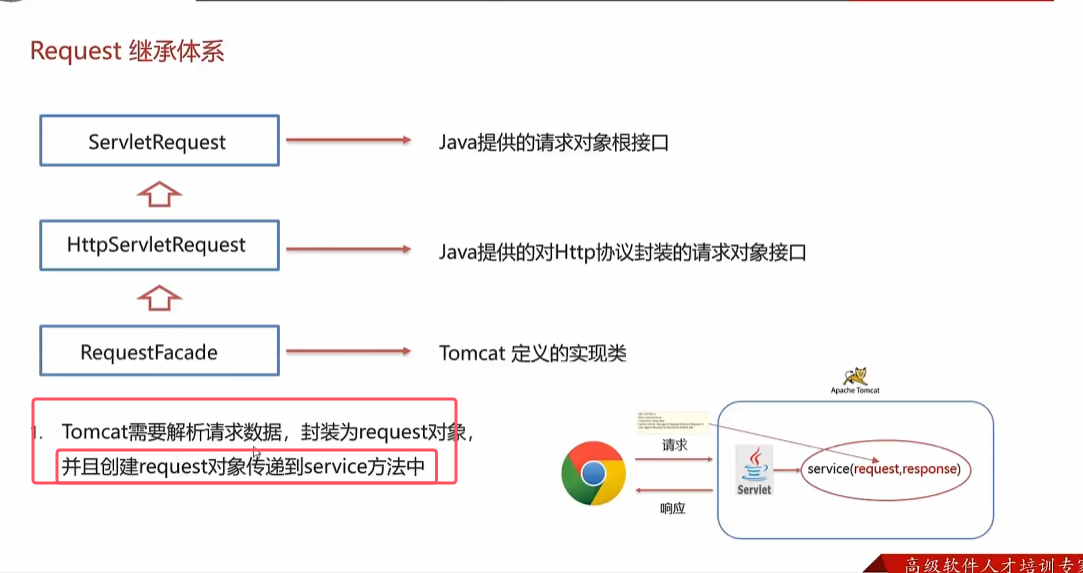 Request 继承体系
ServletRequest
Java提供的请求对象根接口
HttpServletRequest
Java提供的对Http协议封装的请求对象接口
RequestFacade
Tomcat 定义的实现类
1. Tomcat需要解析请求数据，封装为request对象，
并且创建request对象传递到service方法中
Apache Tomcat
请求
Servlet
service(request,response)
响应
高级软件人才培训专家